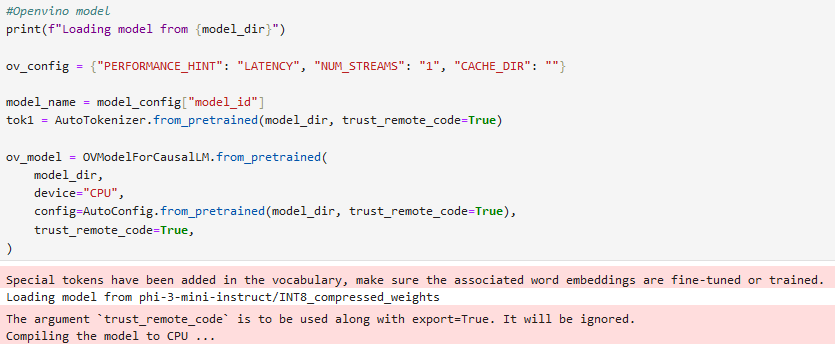 #Openvino model
print(f"Loading model from {model_dir}")
ov_config = {"PERFORMANCE_HINT": "LATENCY", "NUM_STREAMS": "1", "CACHE_DIR": ""}
model_name = model_config["model_id"]
tok1 = AutoTokenizer.from_pretrained(model_dir, trust_remote_code=True)
ov_model = OVModelForCausalLM.from_pretrained(
    model_dir,
    device="CPU",
    config=AutoConfig.from_pretrained(model_dir, trust_remote_code=True),
    trust_remote_code=True,
)
Special tokens have been added in the vocabulary, make sure the associated word embeddings are fine-tuned or trained.
Loading model from phi-3-mini-instruct/INT8_compressed_weights
The argument `trust_remote_code` is to be used along with export=True. It will be ignored.
Compiling the model to CPU ...